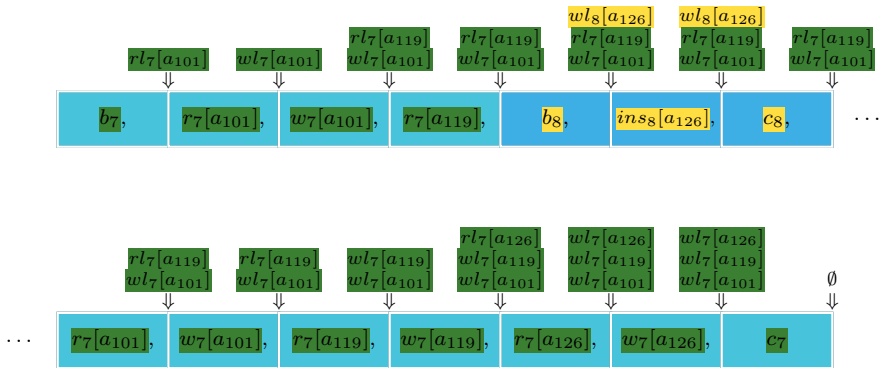 wl₈[a₁₂₆] wl₈[a₁₂₆]
rl₇[a₁₁₉] rl₇[a₁₁₉] rl₇[a₁₁₉] rl₇[a₁₁₉] rl₇[a₁₁₉]
rl₇[a₁₀₁] wl₇[a₁₀₁] wl₇[a₁₀₁] wl₇[a₁₀₁] wl₇[a₁₀₁] wl₇[a₁₀₁] wl₇[a₁₀₁]
⇓ ⇓ ⇓ ⇓ ⇓ ⇓ ⇓
b₇, r₇[a₁₀₁], w₇[a₁₀₁], r₇[a₁₁₉], b₈, ins₈[a₁₂₆], c₈, ···
rl₇[a₁₂₆] wl₇[a₁₂₆] wl₇[a₁₂₆]
rl₇[a₁₁₉] rl₇[a₁₁₉] wl₇[a₁₁₉] wl₇[a₁₁₉] wl₇[a₁₁₉] wl₇[a₁₁₉]
wl₇[a₁₀₁] wl₇[a₁₀₁] wl₇[a₁₀₁] wl₇[a₁₀₁] wl₇[a₁₀₁] wl₇[a₁₀₁] ∅
⇓ ⇓ ⇓ ⇓ ⇓ ⇓ ⇓
··· r₇[a₁₀₁], w₇[a₁₀₁], r₇[a₁₁₉], w₇[a₁₁₉], r₇[a₁₂₆], w₇[a₁₂₆], c₇